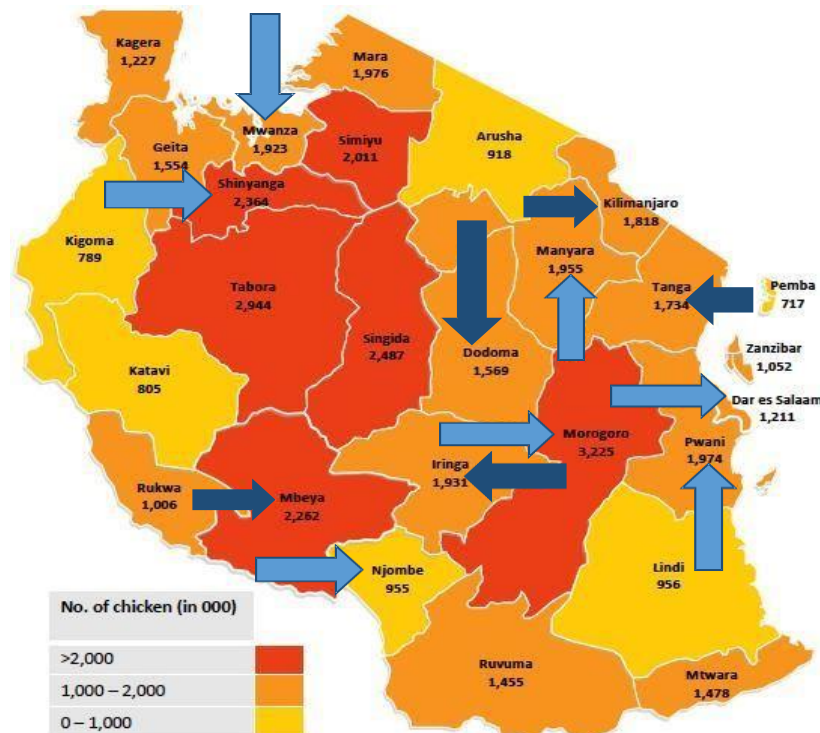 Kagera
1,227
Mara
1,976
Mwanza
1,923
Simiyu
2,011
Arusha
918
Geita
1,554
Shinyanga
2,364
Kilimanjaro
1,818
Kigoma
789
Manyara
1,955
Tabora
2,944
Tanga
1,734
Pemba
717
Singida
2,487
Dodoma
1,569
Zanzibar
1,052
Katavi
805
Dar es Salaam
1,211
Morogoro
3,225
Pwani
1,974
Iringa
1,931
Rukwa
1,006
Mbeya
2,262
Njombe
955
Lindi
956
Ruvuma
1,455
Mtwara
1,478
No. of chicken (in 000)
>2,000
1,000 – 2,000
0 – 1,000